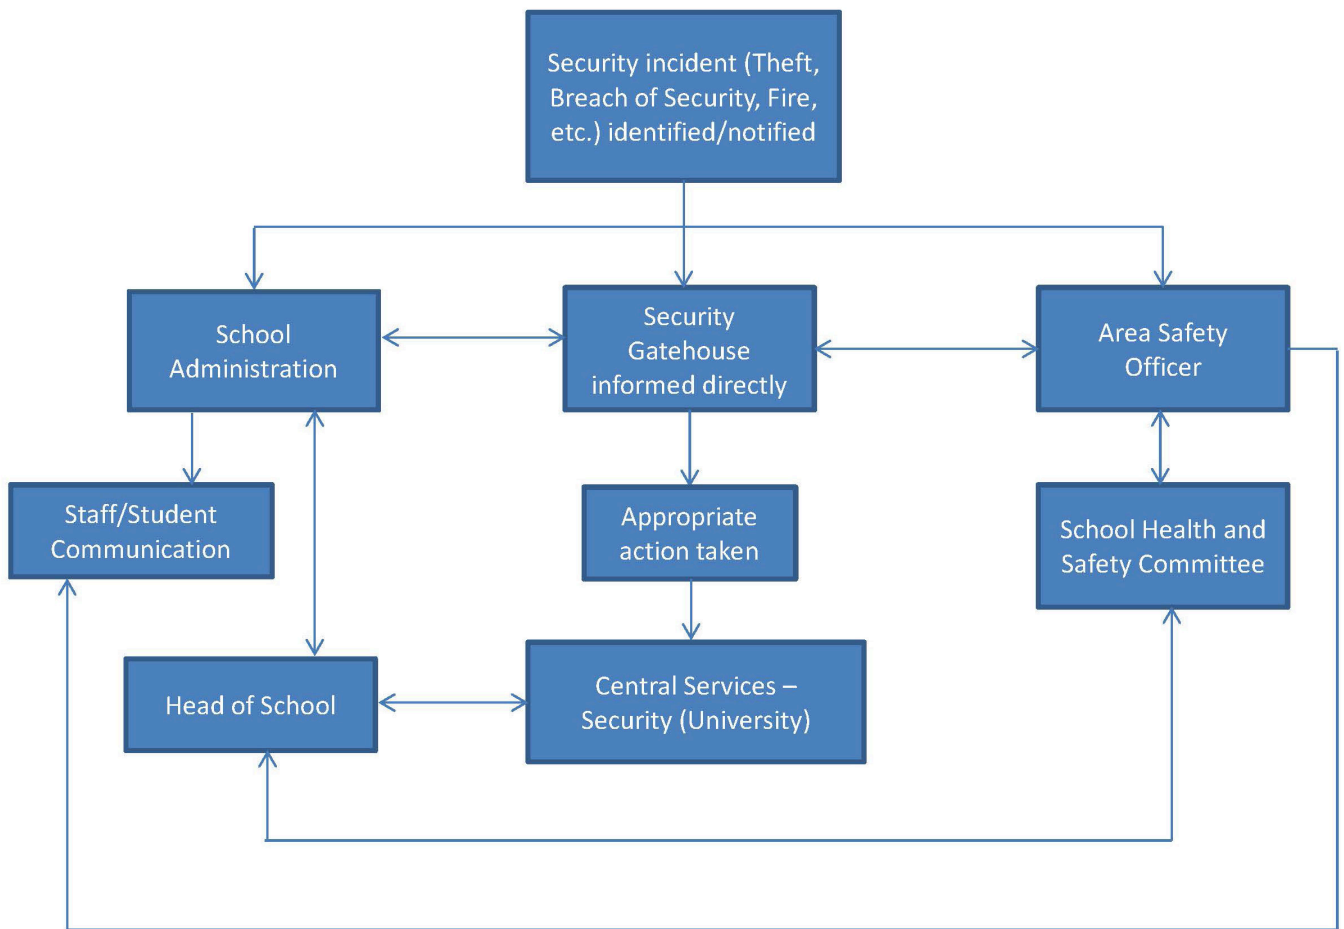 Security incident (Theft,
Breach of Security, Fire,
etc.) identified/notified
School
Administration
Security
Gatehouse
informed directly
Area Safety
Officer
Staff/Student
Communication
Appropriate
action taken
School Health and
Safety Committee
Head of School
Central Services –
Security (University)